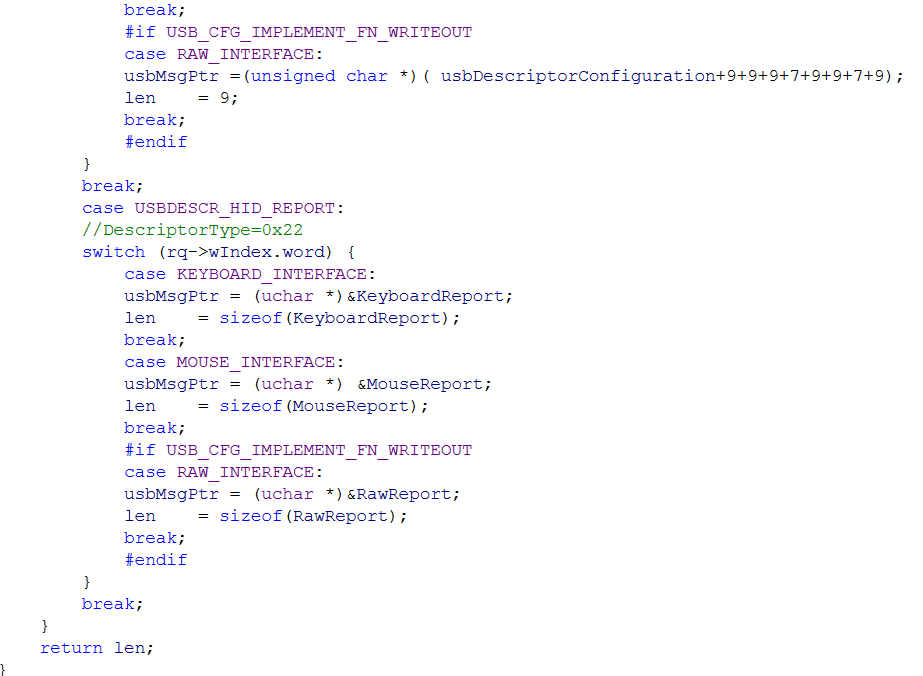 break;
#if USB_CFG_IMPLEMENT_FN_WRITEOUT
case RAW_INTERFACE:
usbMsgPtr =(unsigned char *)( usbDescriptorConfiguration+9+9+9+7+9+9+7+9);
len    = 9;
break;
#endif
}
break;
case USBDESCR_HID_REPORT:
//DescriptorType=0x22
switch (rq->wIndex.word) {
case KEYBOARD_INTERFACE:
usbMsgPtr = (uchar *)&KeyboardReport;
len    = sizeof(KeyboardReport);
break;
case MOUSE_INTERFACE:
usbMsgPtr = (uchar *) &MouseReport;
len    = sizeof(MouseReport);
break;
#if USB_CFG_IMPLEMENT_FN_WRITEOUT
case RAW_INTERFACE:
usbMsgPtr = (uchar *)&RawReport;
len    = sizeof(RawReport);
break;
#endif
}
break;
}
return len;
}